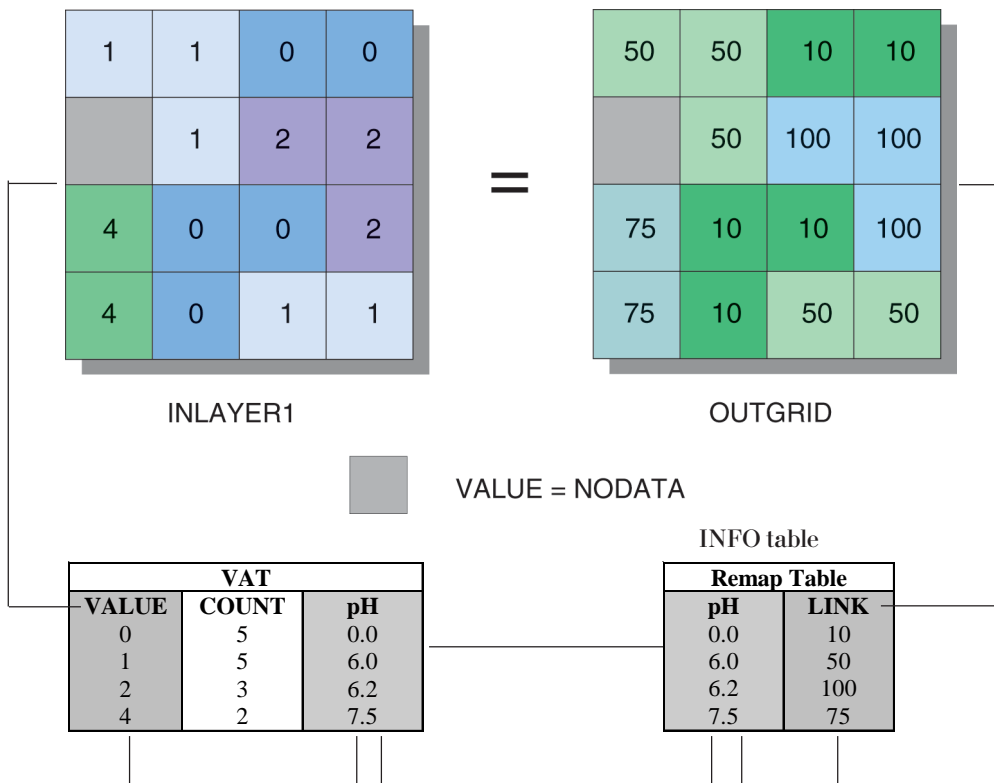 1 1 0 0
1 2 2
4 0 0 2
4 0 1 1
INLAYER1
=
50 50 10 10
50 100 100
75 10 10 100
75 10 50 50
OUTGRID
VALUE = NODATA
VAT
VALUE COUNT pH
0 5 0.0
1 5 6.0
2 3 6.2
4 2 7.5
INFO table
Remap Table
pH LINK
0.0 10
6.0 50
6.2 100
7.5 75